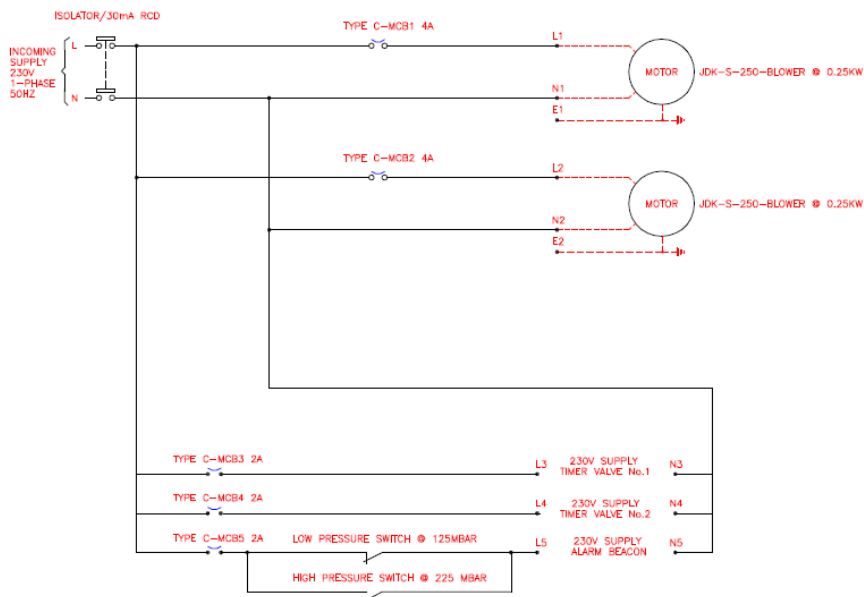 ISOLATOR/30mA RCD
INCOMING
SUPPLY
230V
1-PHASE
50HZ
L
N
TYPE C-MCB1 4A
L1
N1
E1
MOTOR
JDK-S-250-BLOWER @ 0.25KW
TYPE C-MCB2 4A
L2
N2
E2
MOTOR
JDK-S-250-BLOWER @ 0.25KW
TYPE C-MCB3 2A
L3
230V SUPPLY
TIMER VALVE No.1
N3
TYPE C-MCB4 2A
L4
230V SUPPLY
TIMER VALVE No.2
N4
TYPE C-MCB5 2A
LOW PRESSURE SWITCH @ 125MBAR
L5
230V SUPPLY
ALARM BEACON
N5
HIGH PRESSURE SWITCH @ 225 MBAR